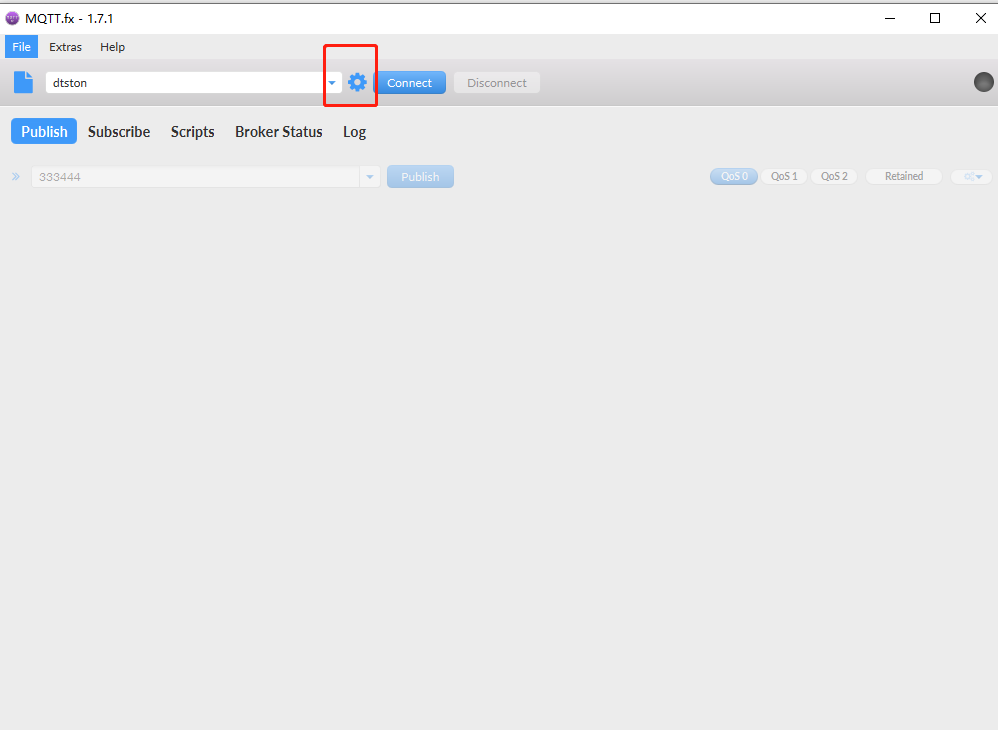 MQTT.fx - 1.7.1
File Extras Help
dtston Connect Disconnect
Publish Subscribe Scripts Broker Status Log
333444 Publish QoS 0 QoS 1 QoS 2 Retained